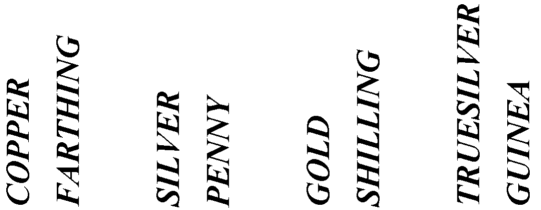 COPPER
FARTHING
SILVER
PENNY
GOLD
SHILLING
TRUESILVER
GUINEA